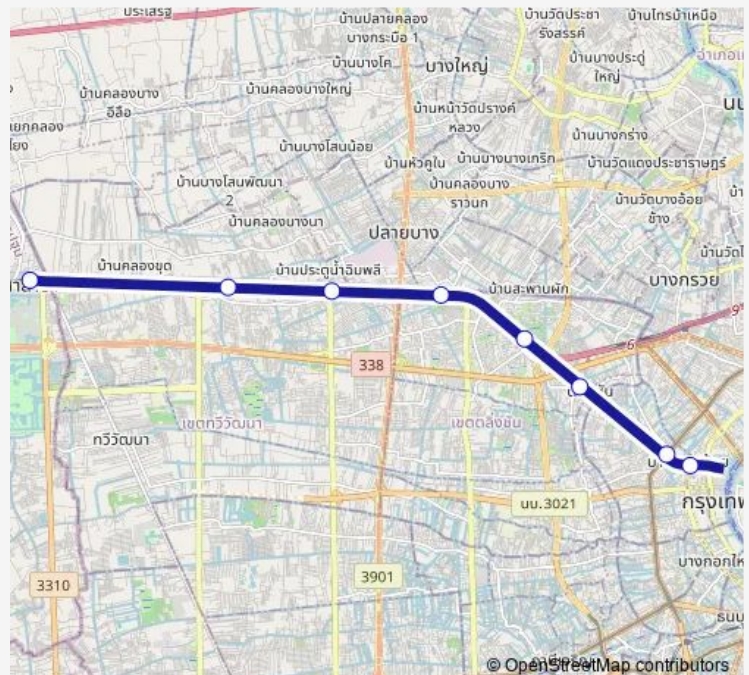 ประเสริฐ
บ้านปลายคลอง
บางกระบือ 1
บ้านวัดประชา
รังสรรค์
บ้านไทรม้าเหนือ
บ้านบางโค
บางใหญ่
บ้านบางประดู่
ใหญ่
บ้านคลองบาง
อีลือ
บ้านคลองบางใหญ่
บ้านหน้าวัดปรางค์
หลวง
บ้านบางกร่าง
บ้านบางโสนน้อย
บ้านหัวคูใน
บ้านบางนางเกริก
บ้านวัดแดงประชาราษฎร์
บ้านบางโสนพัฒนา
2
บ้านคลองบาง
ราวนก
บ้านวัดบางอ้อย
ช้าง
บ้านคลองนางนา
ปลายบาง
บ้านคลองขุด
บ้านประตูน้ำฉิมพลี
บ้านสะพานผัก
บางกรวย
9
6
338
เขตทวีวัฒนา
เขตตลิ่งชัน
ทวีวัฒนา
นบ.3021
กรุงเทพ
3310
3901
บางกอกให
ธนบ
© OpenStreetMap contributors